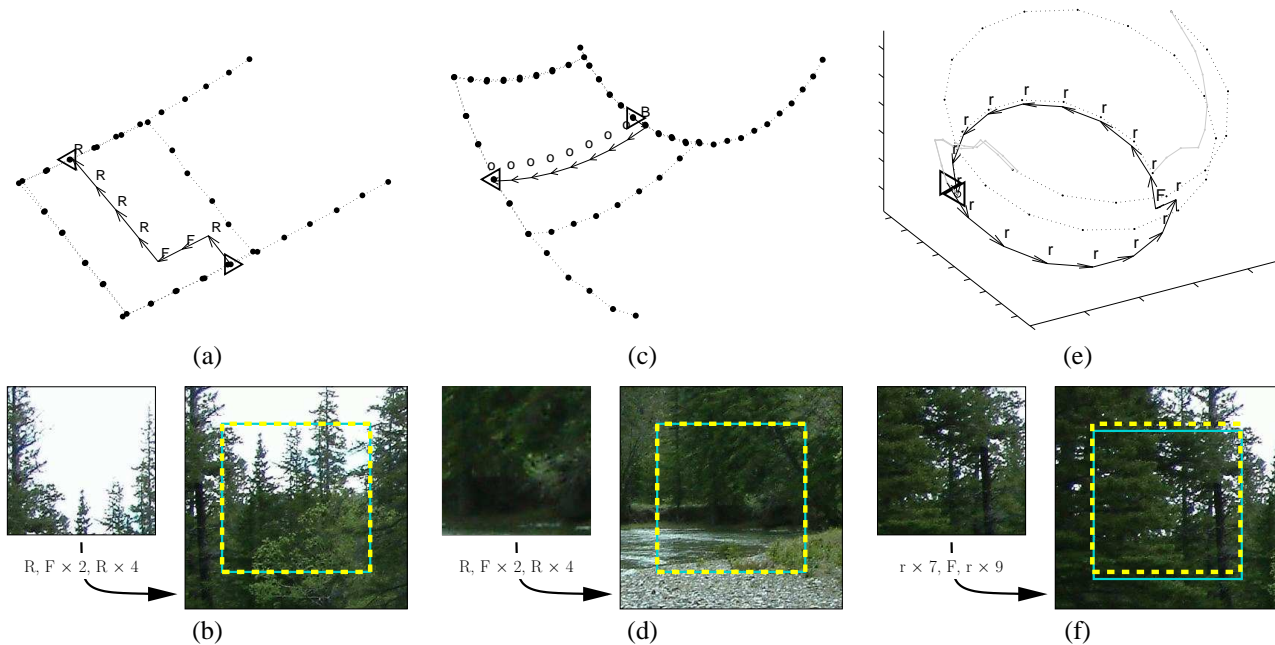 R
R
R
R
F
F
R
(a)
B
o
o o o o o o o
(c)
r
r
r
r
r
r
r
r
F
r
r
r
r
r
r
r
r
(e)
R, F × 2, R × 4
(b)
R, F × 2, R × 4
(d)
r × 7, F, r × 9
(f)